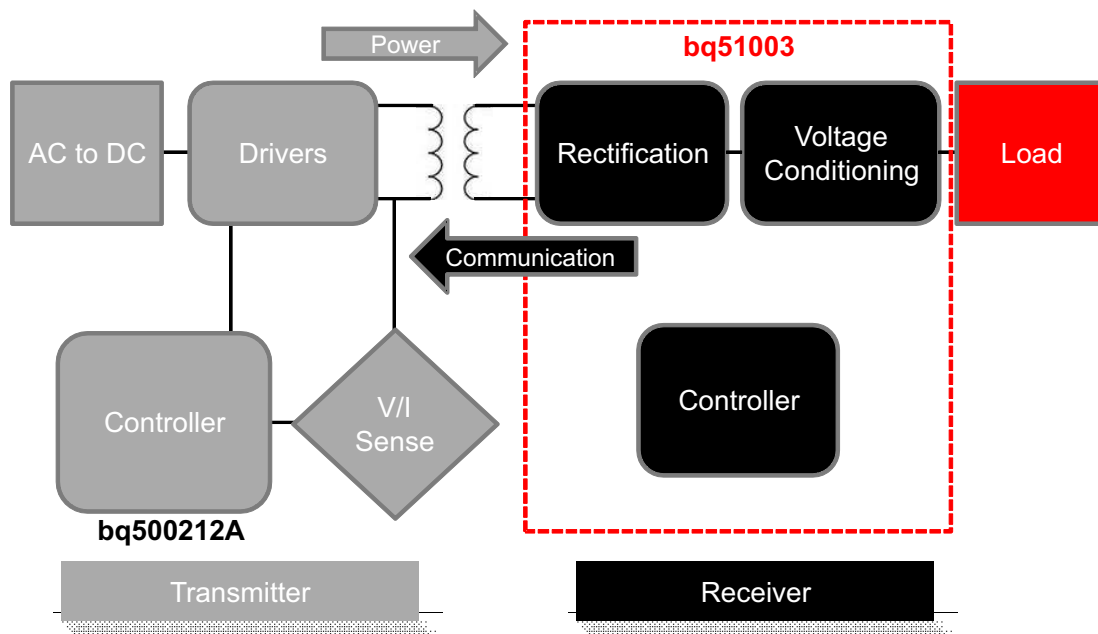 Power
bq51003
AC to DC
Drivers
Rectification
Voltage
Conditioning
Load
Communication
Controller
V/I
Sense
Controller
bq500212A
Transmitter
Receiver